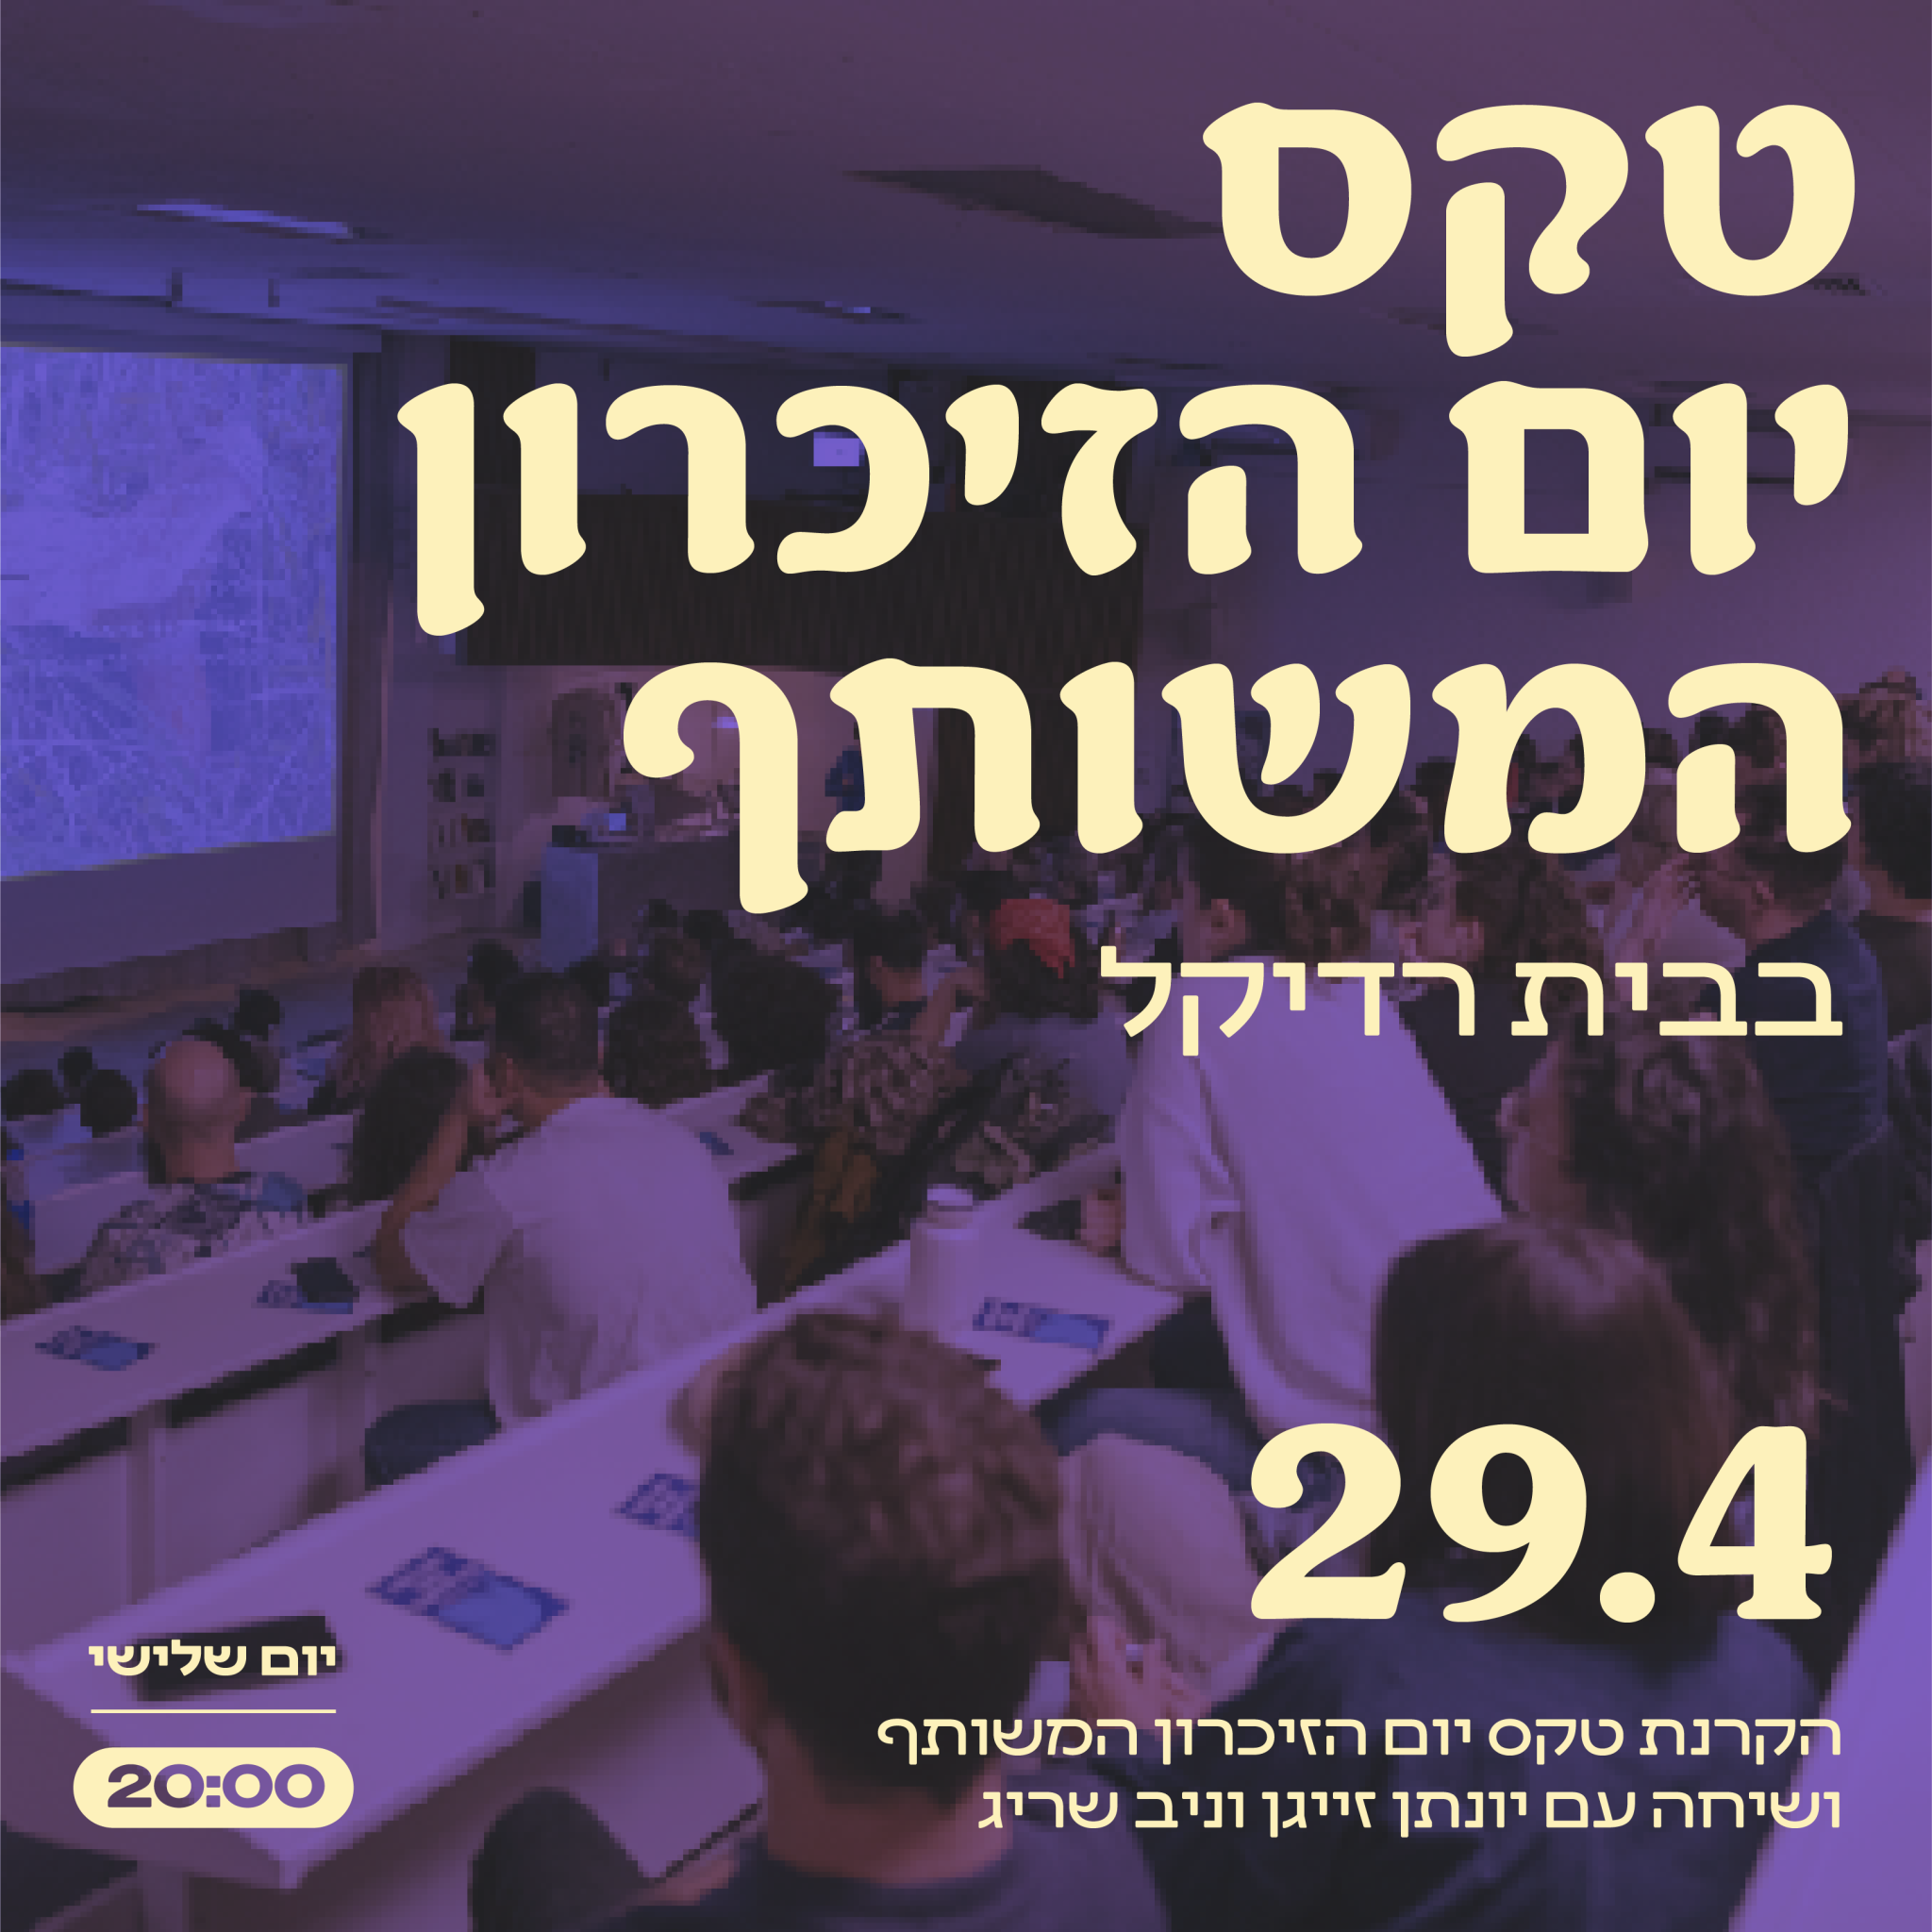 טקס
יום הזיכרון
המשותף
בבית רדיקל
29.4
הקרנת טקס יום הזיכרון המשותף
ושיחה עם יונתן זייגן וניב שריג
יום שלישי
20:00